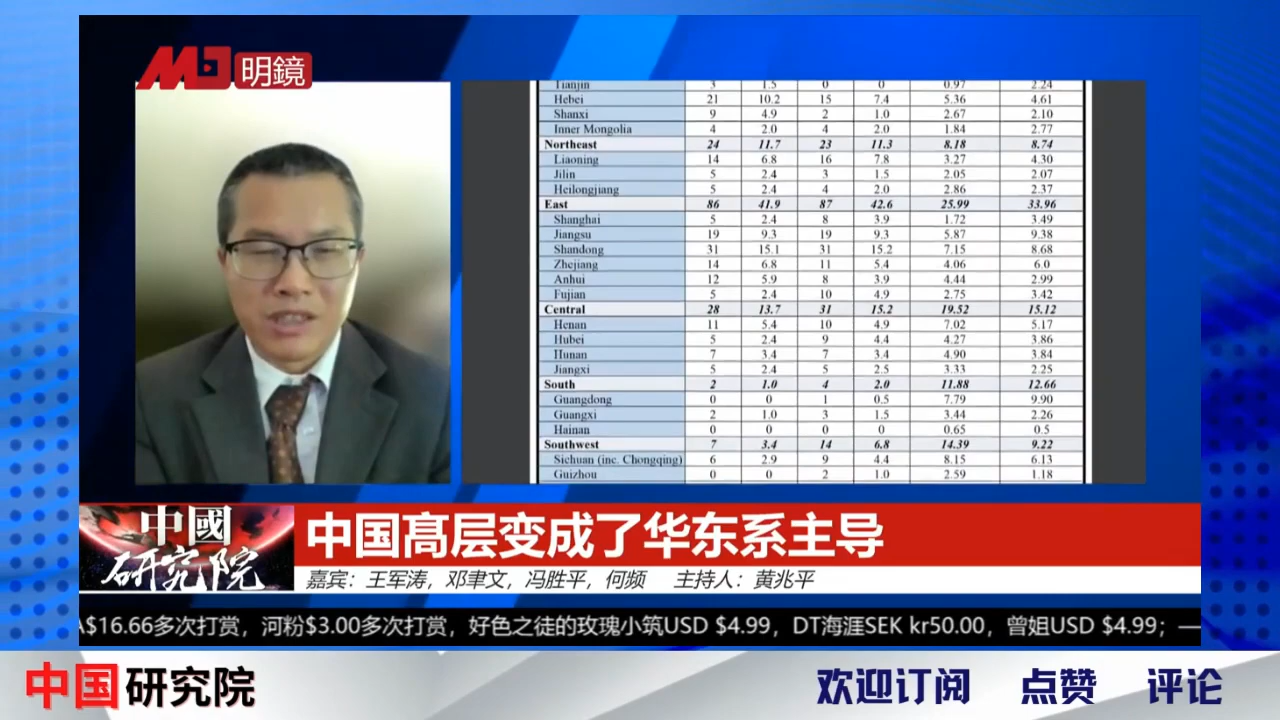 明鏡
Tianjin 3 1.5 0 0 0.97 2.24
Hebei 21 10.2 15 7.4 5.36 4.61
Shanxi 9 4.9 2 1.0 2.67 2.10
Inner Mongolia 4 2.0 4 2.0 1.84 2.77
Northeast 24 11.7 23 11.3 8.18 8.74
Liaoning 14 6.8 16 7.8 3.27 4.30
Jilin 5 2.4 3 1.5 2.05 2.07
Heilongjiang 5 2.4 4 2.0 2.86 2.37
East 86 41.9 87 42.6 25.99 33.96
Shanghai 5 2.4 8 3.9 1.72 3.49
Jiangsu 19 9.3 19 9.3 5.87 9.38
Shandong 31 15.1 31 15.2 7.15 8.68
Zhejiang 14 6.8 11 5.4 4.06 6.0
Anhui 12 5.9 8 3.9 4.44 2.99
Fujian 5 2.4 10 4.9 2.75 3.42
Central 28 13.7 31 15.2 19.52 15.12
Henan 11 5.4 10 4.9 7.02 5.17
Hubei 5 2.4 9 4.4 4.27 3.86
Hunan 7 3.4 7 3.4 4.90 3.84
Jiangxi 5 2.4 5 2.5 3.33 2.25
South 2 1.0 4 2.0 11.88 12.66
Guangdong 0 0 1 0.5 7.79 9.90
Guangxi 2 1.0 3 1.5 3.44 2.26
Hainan 0 0 0 0 0.65 0.5
Southwest 7 3.4 14 6.8 14.39 9.22
Sichuan (inc. Chongqing) 6 2.9 9 4.4 8.15 6.13
Guizhou 0 0 2 1.0 2.59 1.18
中國
研究院
中国高层变成了华东系主导
嘉宾：王军涛，邓聿文，冯胜平，何频 主持人：黄兆平
A$16.66多次打赏，河粉$3.00多次打赏，好色之徒的玫瑰小筑USD $4.99，DT海涯SEK kr50.00，曾姐USD $4.99；—
中国研究院
欢迎订阅 点赞 评论